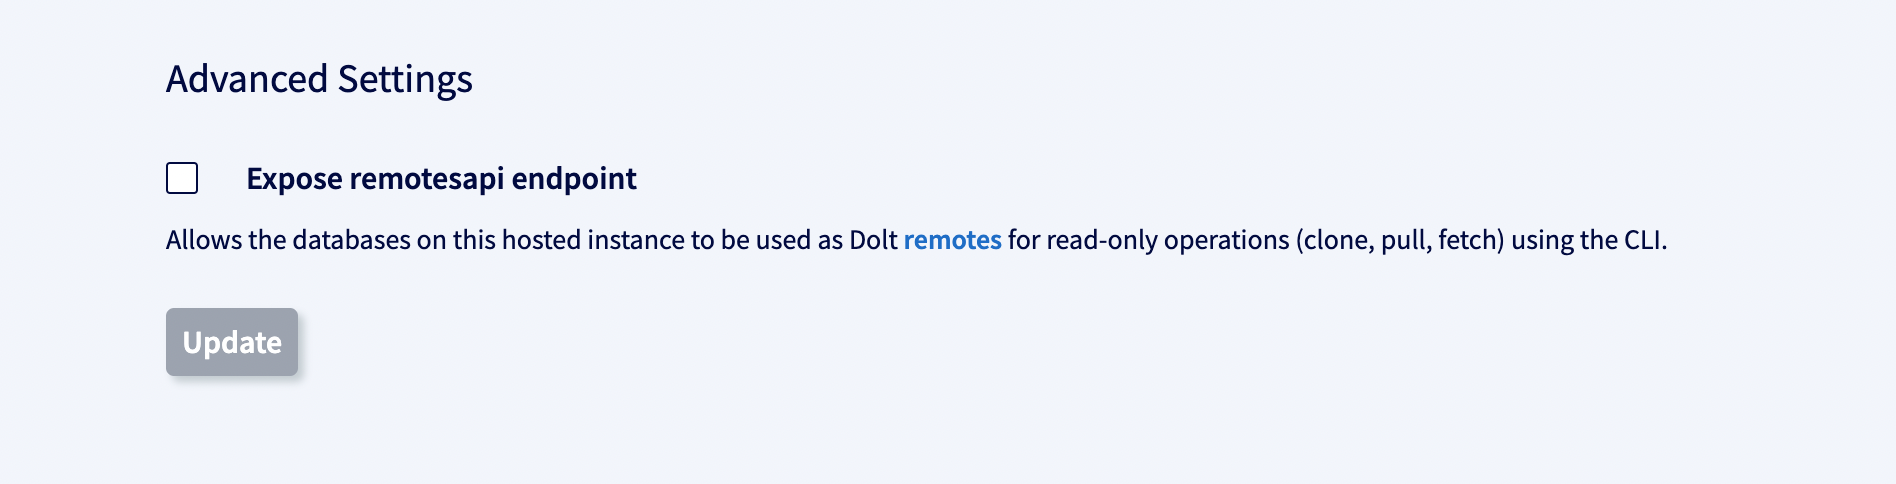 Advanced Settings
Expose remotesapi endpoint
Allows the databases on this hosted instance to be used as Dolt remotes for read-only operations (clone, pull, fetch) using the CLI.
Update